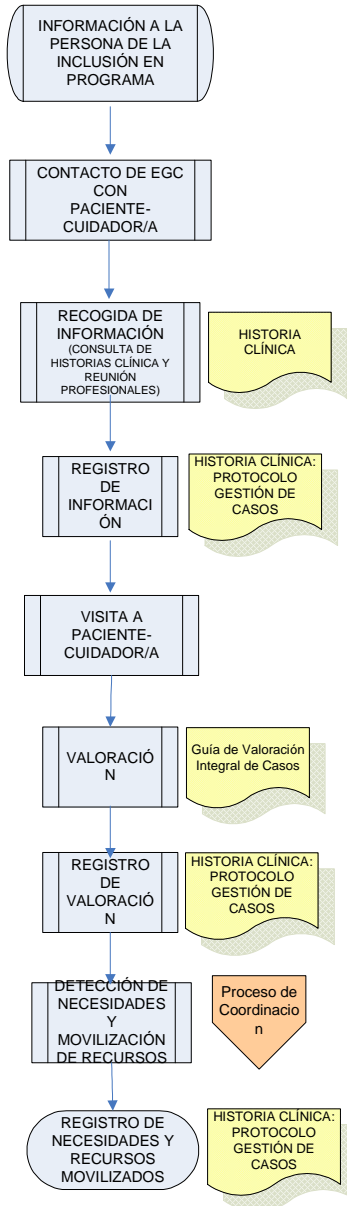 INFORMACIÓN A LA
PERSONA DE LA
INCLUSIÓN EN
PROGRAMA
CONTACTO DE EGC
CON
PACIENTE-
CUIDADOR/A
RECOGIDA DE
INFORMACIÓN
(CONSULTA DE
HISTORIAS CLÍNICA Y
REUNIÓN
PROFESIONALES)
HISTORIA
CLÍNICA
REGISTRO
DE
INFORMACI
ÓN
HISTORIA CLÍNICA:
PROTOCOLO
GESTIÓN DE
CASOS
VISITA A
PACIENTE-
CUIDADOR/A
VALORACIÓ
N
Guía de Valoración
Integral de Casos
REGISTRO
DE
VALORACIÓ
N
HISTORIA CLÍNICA:
PROTOCOLO
GESTIÓN DE
CASOS
DETECCIÓN DE
NECESIDADES
Y
MOVILIZACIÓN
DE RECURSOS
Proceso de
Coordinacio
n
REGISTRO DE
NECESIDADES Y
RECURSOS
MOVILIZADOS
HISTORIA CLÍNICA:
PROTOCOLO
GESTIÓN DE
CASOS